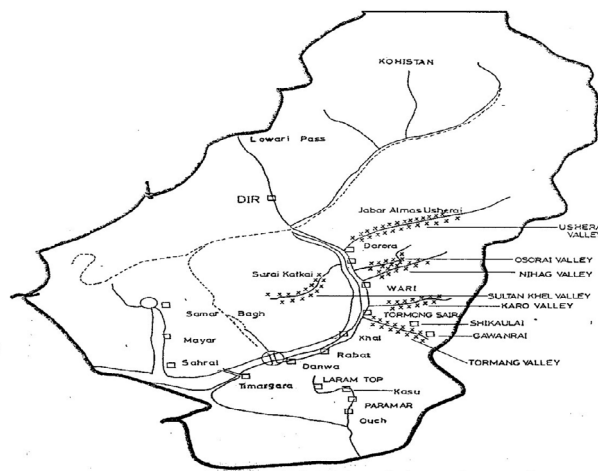 KOHISTAN
Lowari Pass
DIR
Jabar Almas Usherai
USHERAI
VALLEY
Darera
OSORAI VALLEY
NIHAG VALLEY
Surai Katkai
WARI
SULTAN KHEL VALLEY
KARO VALLEY
Samar Bagh
TORMONG SAIR
SHIKAULAI
GAWANRAI
Mayar
Khal
Rabat
TORMANG VALLEY
Sahrai
Danwa
Timargara
LARAM TOP
Kasu
PARAMAR
Ouch